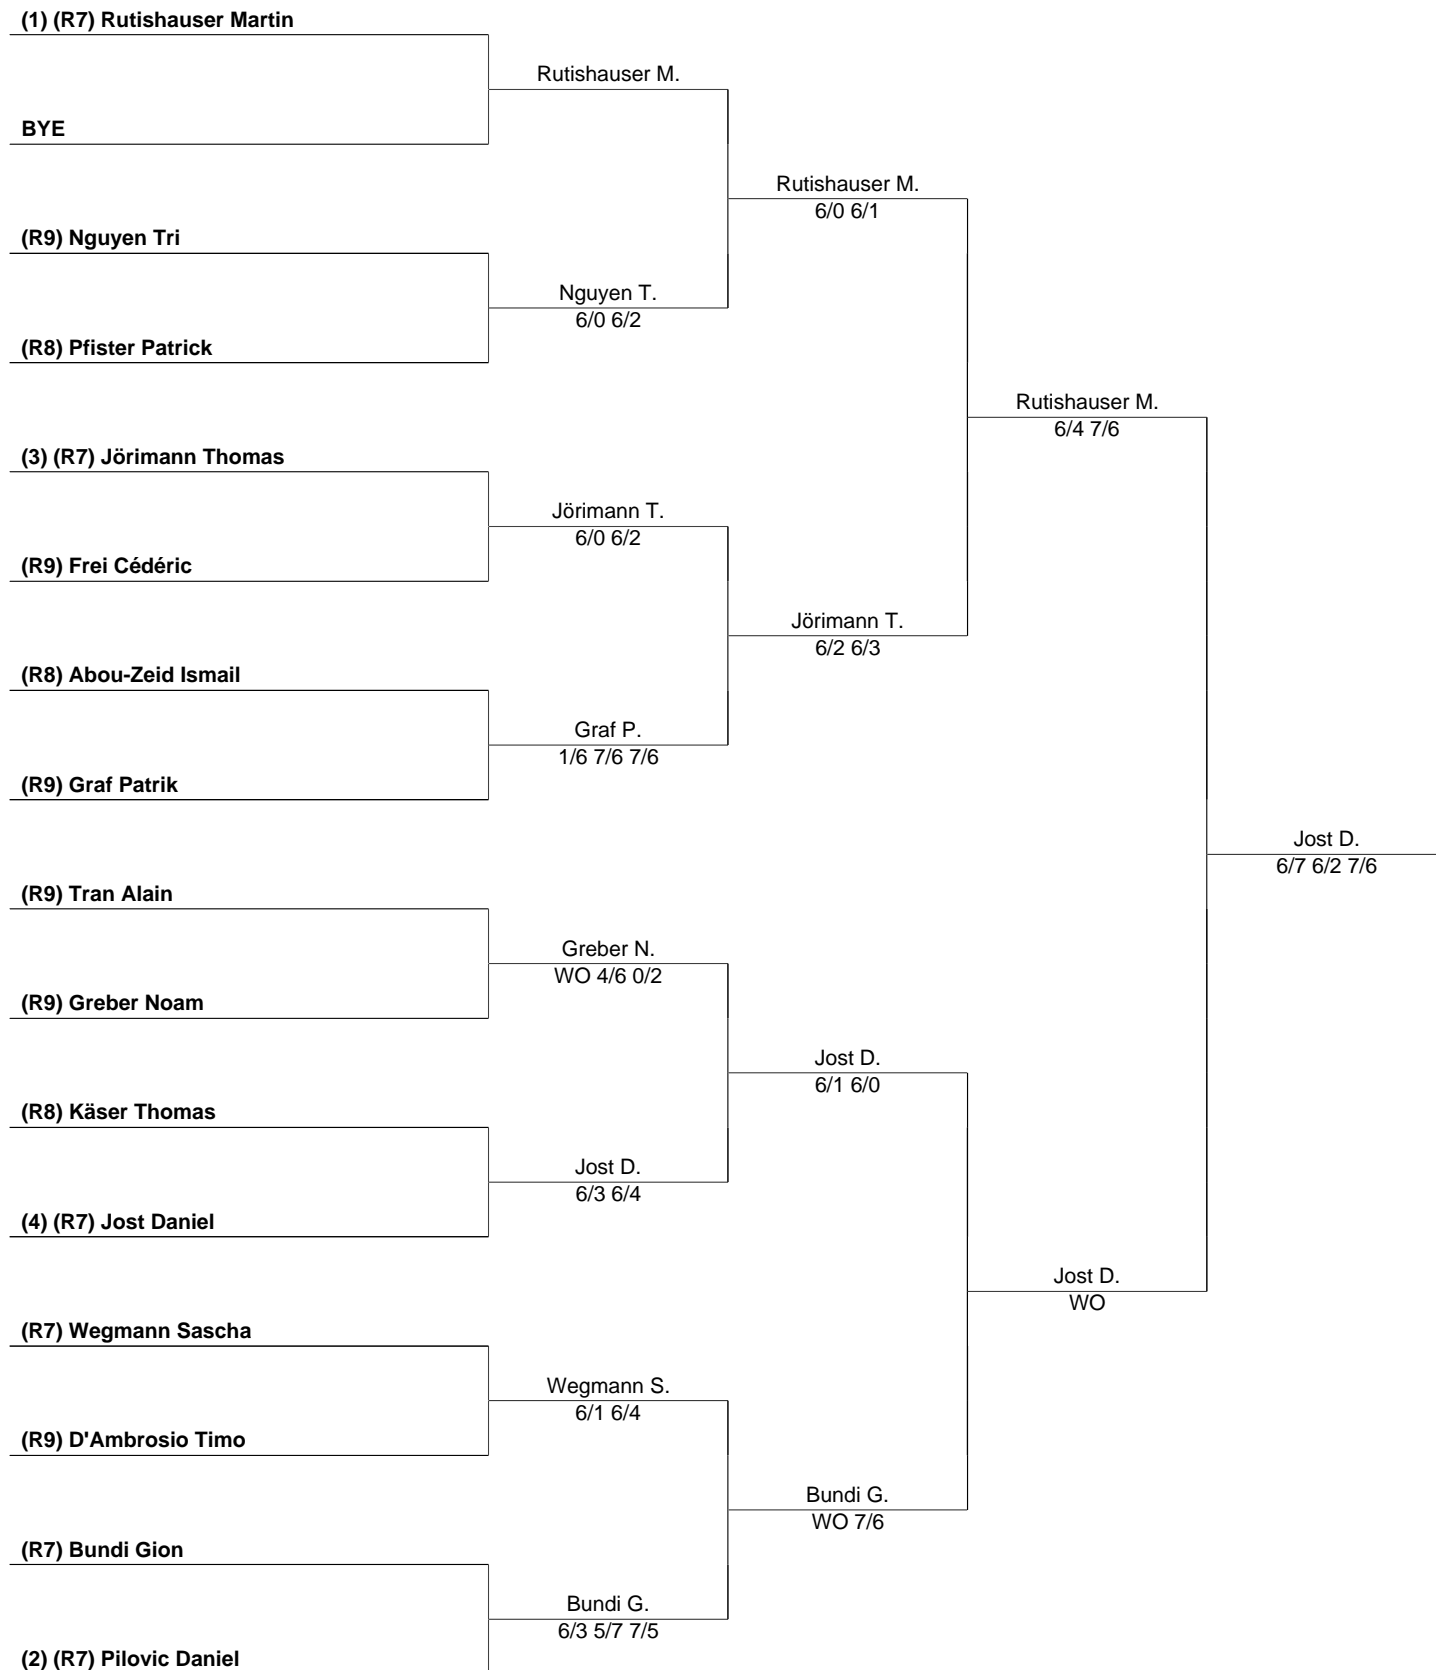 (1) (R7) Rutishauser Martin
Rutishauser M.
BYE
Rutishauser M.
6/0 6/1
(R9) Nguyen Tri
Nguyen T.
6/0 6/2
(R8) Pfister Patrick
Rutishauser M.
6/4 7/6
(3) (R7) Jörimann Thomas
Jörimann T.
6/0 6/2
(R9) Frei Cédéric
Jörimann T.
6/2 6/3
(R8) Abou-Zeid Ismail
Graf P.
1/6 7/6 7/6
(R9) Graf Patrik
Jost D.
6/7 6/2 7/6
(R9) Tran Alain
Greber N.
WO 4/6 0/2
(R9) Greber Noam
Jost D.
6/1 6/0
(R8) Käser Thomas
Jost D.
6/3 6/4
(4) (R7) Jost Daniel
Jost D.
WO
(R7) Wegmann Sascha
Wegmann S.
6/1 6/4
(R9) D'Ambrosio Timo
Bundi G.
WO 7/6
(R7) Bundi Gion
Bundi G.
6/3 5/7 7/5
(2) (R7) Pilovic Daniel